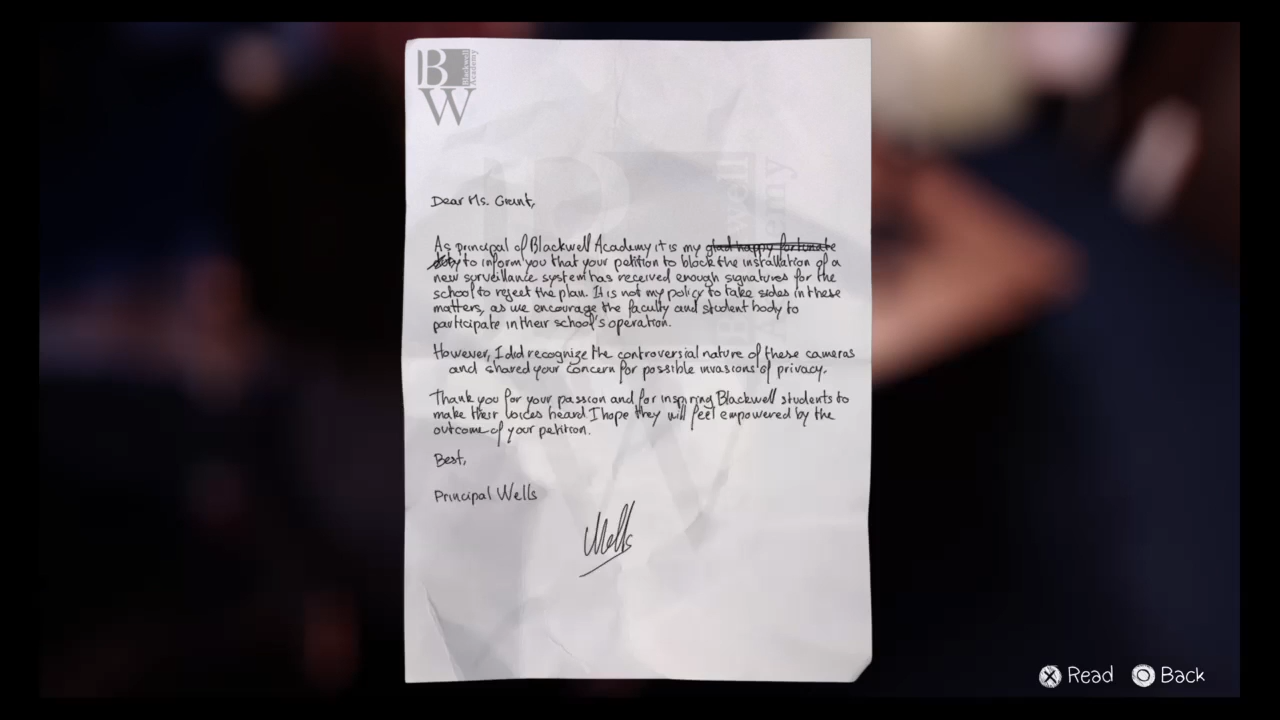 BW
Blackwell
Academy
Dear Ms. Grant,
As principal of Blackwell Academy it is my glad happy fortunate
duty to inform you that your petition to block the installation of a
new surveillance system has received enough signatures for the
school to reject the plan. It is not my policy to take sides in these
matters, as we encourage the faculty and student body to
participate in their school's operation.
However, I did recognize the controversial nature of these cameras
and shared your concern for possible invasions of privacy.
Thank you for your passion and for inspiring Blackwell students to
make their voices heard I hope they will feel empowered by the
outcome of your petition.
Best,
Principal Wells
Wells
Read Back